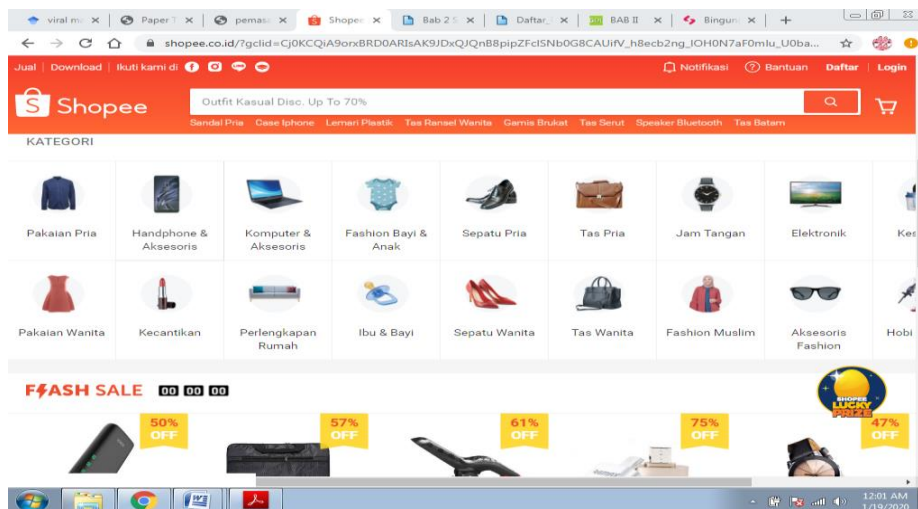 viral m
Paper T
pemasa
Shopee
Bab 2 S
Daftar_
BAB II
Bingun
shopee.co.id/?gclid=Cj0KCQiA9orxBRD0ARIsAK9JDxQJQnB8pipZFcISNb0G8CAUifV_h8ecb2ng_IOH0N7aF0mlu_U0ba...
Jual | Download | Ikuti kami di
Notifikasi Bantuan Daftar | Login
Shopee
Outfit Kasual Disc. Up To 70%
Sandal Pria Case Iphone Lemari Plastik Tas Ransel Wanita Gamis Brukat Tas Serut Speaker Bluetooth Tas Batam
KATEGORI
Pakaian Pria
Handphone &
Aksesoris
Komputer &
Aksesoris
Fashion Bayi &
Anak
Sepatu Pria
Tas Pria
Jam Tangan
Elektronik
Kes
Pakaian Wanita
Kecantikan
Perlengkapan
Rumah
Ibu & Bayi
Sepatu Wanita
Tas Wanita
Fashion Muslim
Aksesoris
Fashion
Hobi
FLASH SALE 00 00 00
SHOPEE
LUCKY
PRIZE
50%
OFF
57%
OFF
61%
OFF
75%
OFF
47%
OFF
12:01 AM
1/19/2020